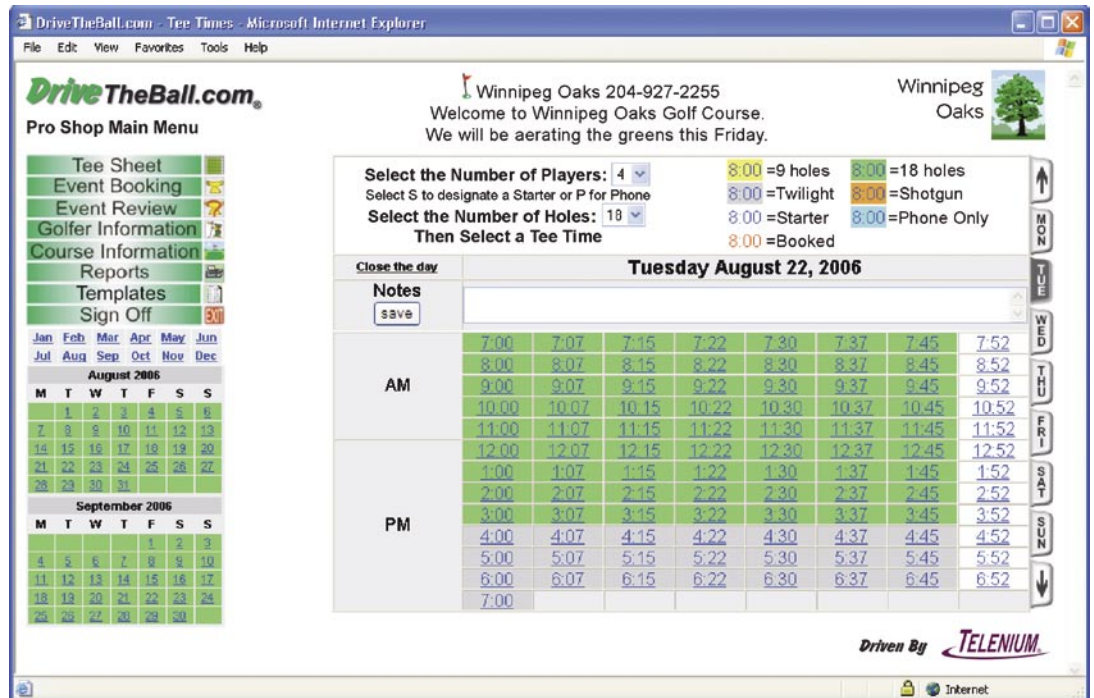 DriveTheBall.com - Tee Times - Microsoft Internet Explorer
File Edit View Favorites Tools Help
DriveTheBall.com®
Pro Shop Main Menu
Winnipeg Oaks 204-927-2255
Welcome to Winnipeg Oaks Golf Course.
We will be aerating the greens this Friday.
Winnipeg
Oaks
Tee Sheet
Event Booking
Event Review
Golfer Information
Course Information
Reports
Templates
Sign Off EXIT
Jan Feb Mar Apr May Jun
Jul Aug Sep Oct Nov Dec
August 2006
M T W T F S S
1 2 3 4 5 6
7 8 9 10 11 12 13
14 15 16 17 18 19 20
21 22 23 24 25 26 27
28 29 30 31
September 2006
M T W T F S S
1 2 3
4 5 6 7 8 9 10
11 12 13 14 15 16 17
18 19 20 21 22 23 24
25 26 27 28 29 30
Select the Number of Players: 4
Select S to designate a Starter or P for Phone
Select the Number of Holes: 18
Then Select a Tee Time
8:00 =9 holes 8:00 =18 holes
8:00 =Twilight 8:00 =Shotgun
8:00 =Starter 8:00 =Phone Only
8:00 =Booked
Close the day Tuesday August 22, 2006
Notes
save
AM
7:00 7:07 7:15 7:22 7:30 7:37 7:45 7:52
8:00 8:07 8:15 8:22 8:30 8:37 8:45 8:52
9:00 9:07 9:15 9:22 9:30 9:37 9:45 9:52
10:00 10:07 10:15 10:22 10:30 10:37 10:45 10:52
11:00 11:07 11:15 11:22 11:30 11:37 11:45 11:52
PM
12:00 12:07 12:15 12:22 12:30 12:37 12:45 12:52
1:00 1:07 1:15 1:22 1:30 1:37 1:45 1:52
2:00 2:07 2:15 2:22 2:30 2:37 2:45 2:52
3:00 3:07 3:15 3:22 3:30 3:37 3:45 3:52
4:00 4:07 4:15 4:22 4:30 4:37 4:45 4:52
5:00 5:07 5:15 5:22 5:30 5:37 5:45 5:52
6:00 6:07 6:15 6:22 6:30 6:37 6:45 6:52
7:00
MON
TUE
WED
THU
FRI
SAT
SUN
Driven By TELENIUM
Internet